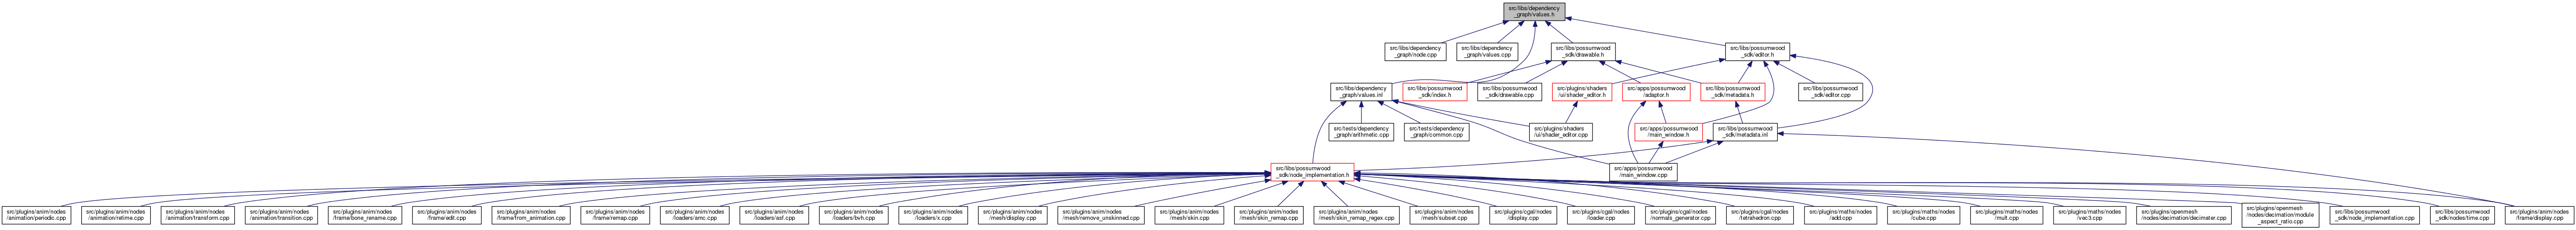 src/libs/dependency
_graph/values.h
src/libs/dependency
_graph/node.cpp
src/libs/dependency
_graph/values.cpp
src/libs/possumwood
_sdk/drawable.h
src/libs/possumwood
_sdk/editor.h
src/libs/dependency
_graph/values.inl
src/libs/possumwood
_sdk/index.h
src/libs/possumwood
_sdk/drawable.cpp
src/plugins/shaders
/ui/shader_editor.h
src/apps/possumwood
/adaptor.h
src/libs/possumwood
_sdk/metadata.h
src/libs/possumwood
_sdk/editor.cpp
src/tests/dependency
_graph/arithmetic.cpp
src/tests/dependency
_graph/common.cpp
src/plugins/shaders
/ui/shader_editor.cpp
src/apps/possumwood
/main_window.h
src/libs/possumwood
_sdk/metadata.inl
src/libs/possumwood
_sdk/node_implementation.h
src/apps/possumwood
/main_window.cpp
src/plugins/anim/nodes
/animation/periodic.cpp
src/plugins/anim/nodes
/animation/retime.cpp
src/plugins/anim/nodes
/animation/transform.cpp
src/plugins/anim/nodes
/animation/transition.cpp
src/plugins/anim/nodes
/frame/bone_rename.cpp
src/plugins/anim/nodes
/frame/edit.cpp
src/plugins/anim/nodes
/frame/from_animation.cpp
src/plugins/anim/nodes
/frame/remap.cpp
src/plugins/anim/nodes
/loaders/amc.cpp
src/plugins/anim/nodes
/loaders/asf.cpp
src/plugins/anim/nodes
/loaders/bvh.cpp
src/plugins/anim/nodes
/loaders/x.cpp
src/plugins/anim/nodes
/mesh/display.cpp
src/plugins/anim/nodes
/mesh/remove_unskinned.cpp
src/plugins/anim/nodes
/mesh/skin.cpp
src/plugins/anim/nodes
/mesh/skin_remap.cpp
src/plugins/anim/nodes
/mesh/skin_remap_regex.cpp
src/plugins/anim/nodes
/mesh/subset.cpp
src/plugins/cgal/nodes
/display.cpp
src/plugins/cgal/nodes
/loader.cpp
src/plugins/cgal/nodes
/normals_generator.cpp
src/plugins/cgal/nodes
/tetrahedron.cpp
src/plugins/maths/nodes
/add.cpp
src/plugins/maths/nodes
/cube.cpp
src/plugins/maths/nodes
/mult.cpp
src/plugins/maths/nodes
/vec3.cpp
src/plugins/openmesh
/nodes/decimation/decimater.cpp
src/plugins/openmesh
/nodes/decimation/module
_aspect_ratio.cpp
src/libs/possumwood
_sdk/node_implementation.cpp
src/libs/possumwood
_sdk/nodes/time.cpp
src/plugins/anim/nodes
/frame/display.cpp